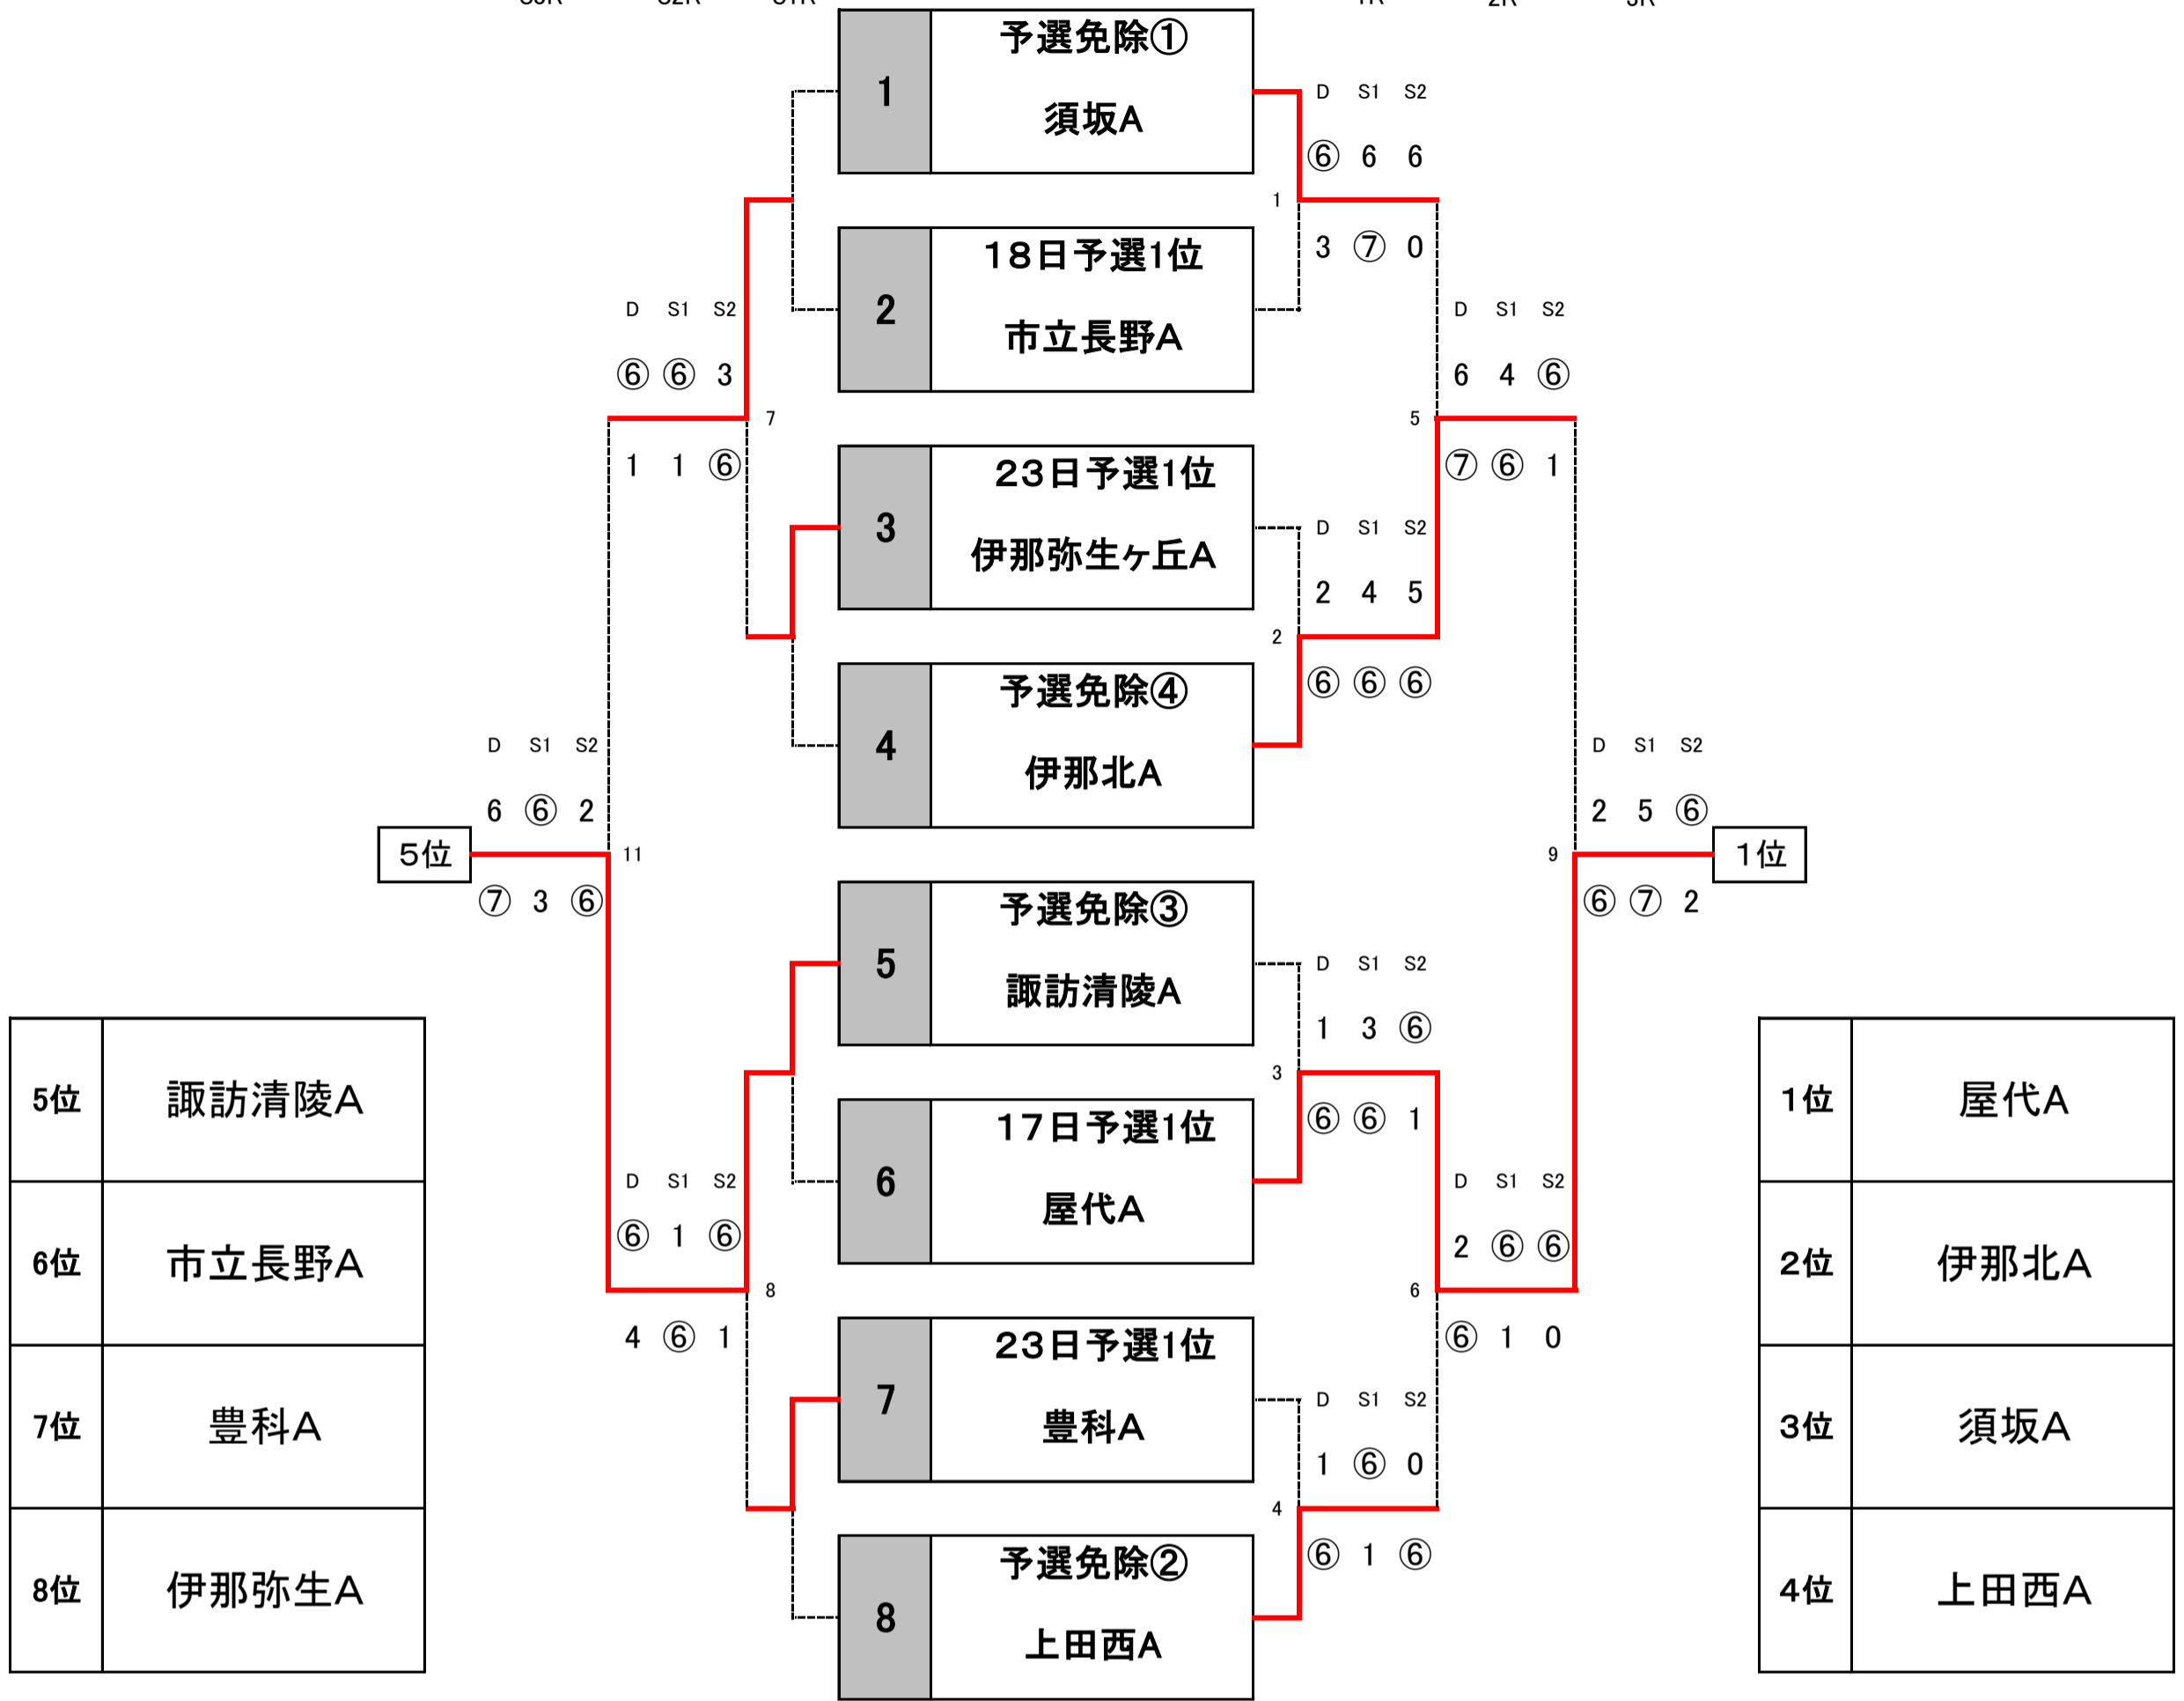 予選免除①
1
須坂A
D S1 S2
⑥ 6 6
1
3 ⑦ 0
18日予選1位
2
市立長野A
D S1 S2
⑥ ⑥ 3
7
1 1 ⑥
D S1 S2
6 4 ⑥
5
⑦ ⑥ 1
23日予選1位
3
伊那弥生ヶ丘A
D S1 S2
2 4 5
2
⑥ ⑥ ⑥
予選免除④
4
伊那北A
D S1 S2
6 ⑥ 2
5位
11
⑦ 3 ⑥
D S1 S2
2 5 ⑥
9
1位
⑥ ⑦ 2
予選免除③
5
諏訪清陵A
D S1 S2
1 3 ⑥
3
⑥ ⑥ 1
17日予選1位
6
屋代A
D S1 S2
⑥ 1 ⑥
8
4 ⑥ 1
D S1 S2
2 ⑥ ⑥
6
⑥ 1 0
23日予選1位
7
豊科A
D S1 S2
1 ⑥ 0
4
⑥ 1 ⑥
予選免除②
8
上田西A
5位 諏訪清陵A
6位 市立長野A
7位 豊科A
8位 伊那弥生A
1位 屋代A
2位 伊那北A
3位 須坂A
4位 上田西A